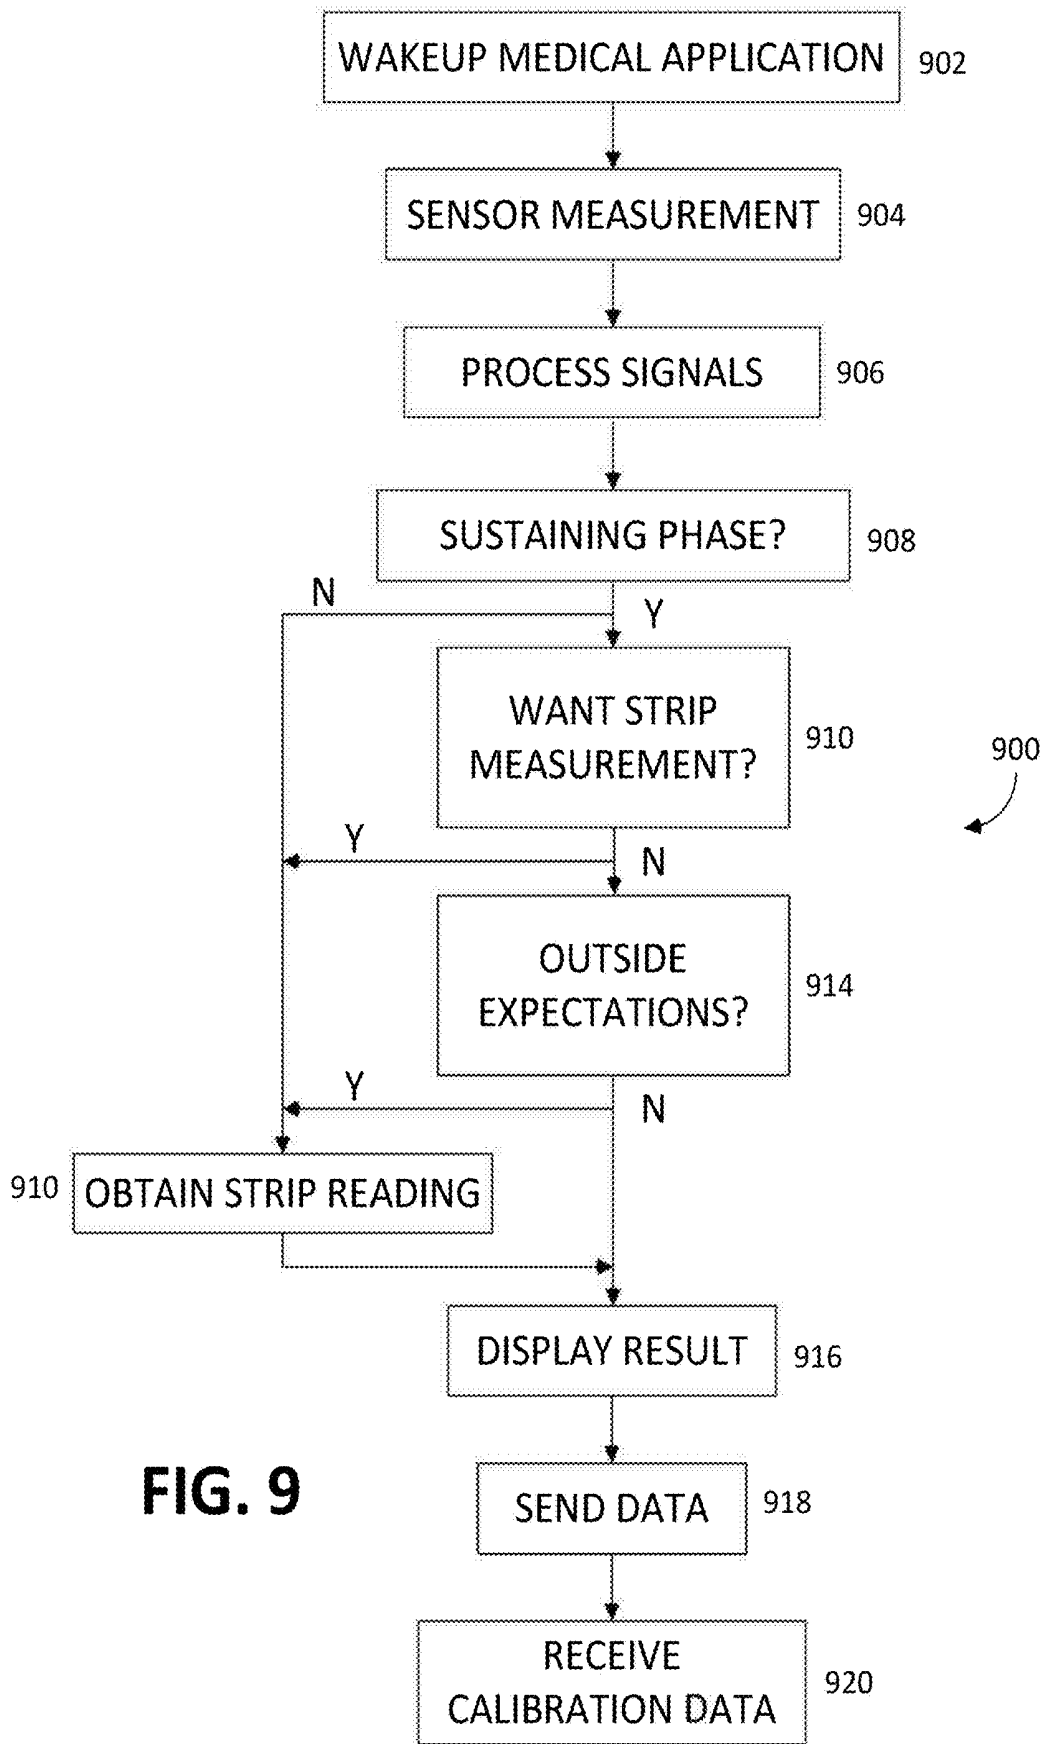 WAKEUP MEDICAL APPLICATION 902
SENSOR MEASUREMENT 904
PROCESS SIGNALS 906
SUSTAINING PHASE? 908
N
Y
WANT STRIP
MEASUREMENT?
910
900
Y
N
OUTSIDE
EXPECTATIONS?
914
Y
N
910 OBTAIN STRIP READING
DISPLAY RESULT 916
FIG. 9
SEND DATA 918
RECEIVE
CALIBRATION DATA
920